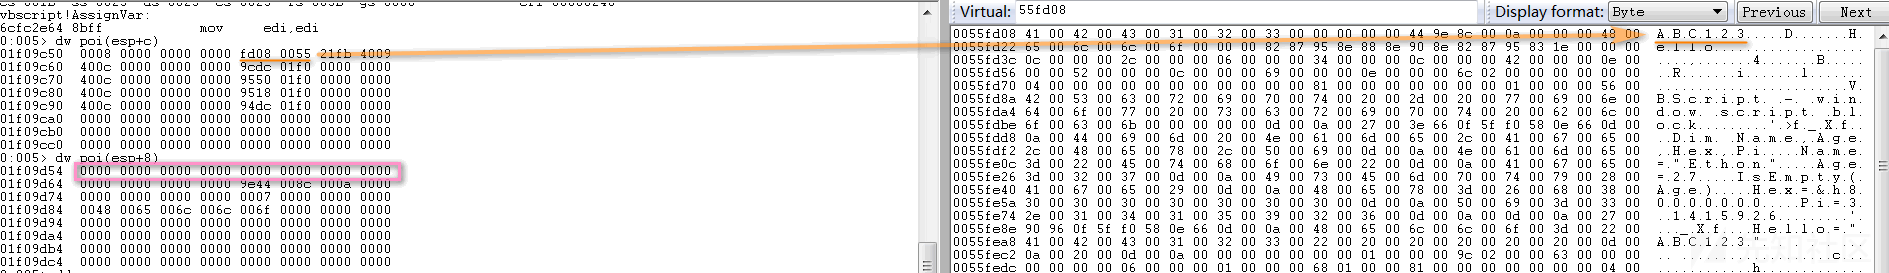 vbscript!AssignVar:
6cfc2e64 8bff mov edi,edi
0:005> dw poi(esp+c)
01f09c50 0008 0000 0000 0000 fd08 0055 21fb 4009
01f09c60 400c 0000 0000 0000 9cdc 01f0 0000 0000
01f09c70 400c 0000 0000 0000 9550 01f0 0000 0000
01f09c80 400c 0000 0000 0000 9518 01f0 0000 0000
01f09c90 400c 0000 0000 0000 94dc 01f0 0000 0000
01f09ca0 0000 0000 0000 0000 0000 0000 0000 0000
01f09cb0 0000 0000 0000 0000 0000 0000 0000 0000
01f09cc0 0000 0000 0000 0000 0000 0000 0000 0000
0:005> dw poi(esp+8)
01f09d54 0000 0000 0000 0000 0000 0000 0000 0000
01f09d64 0000 0000 0000 0000 9e44 008c 000a 0000
01f09d74 0000 0000 0000 0000 0007 0000 0000 0000
01f09d84 0048 0065 006c 006c 006f 0000 0000 0000
01f09d94 0000 0000 0000 0000 0000 0000 0000 0000
01f09da4 0000 0000 0000 0000 0000 0000 0000 0000
01f09db4 0000 0000 0000 0000 0000 0000 0000 0000
01f09dc4 0000 0000 0000 0000 0000 0000 0000 0000
Virtual: 55fd08 Display format: Byte Previous Next
0055fd08 41 00 42 00 43 00 31 00 32 00 33 00 00 00 00 00 44 9e 8c 00 0a 00 00 00 48 00 A.B.C.1.2.3.....D.......H.
0055fd22 65 00 6c 00 6c 00 6f 00 00 00 82 87 95 8e 88 8e 90 8e 82 87 95 83 1e 00 00 00 e.l.l.o...................
0055fd3c 0c 00 00 00 2c 00 00 00 06 00 00 00 34 00 00 00 0c 00 00 00 42 00 00 00 0e 00 ....,.......4.......B.....
0055fd56 00 00 52 00 00 00 0c 00 00 00 69 00 00 00 0e 00 00 00 6c 02 00 00 00 00 00 00 ..R.......i.......l.......
0055fd70 04 00 00 00 00 00 00 00 00 00 00 00 81 00 00 00 00 00 00 00 01 00 00 00 56 00 ........................V.
0055fd8a 42 00 53 00 63 00 72 00 69 00 70 00 74 00 20 00 2d 00 20 00 77 00 69 00 6e 00 B.S.c.r.i.p.t. .-. .w.i.n.
0055fda4 64 00 6f 00 77 00 20 00 73 00 63 00 72 00 69 00 70 00 74 00 20 00 62 00 6c 00 d.o.w. .s.c.r.i.p.t. .b.l.
0055fdbe 6f 00 63 00 6b 00 00 00 00 00 0d 00 0a 00 27 00 3e 66 0f 5f f0 58 0e 66 0d 00 o.c.k.........'.>f._.X.f..
0055fdd8 0a 00 44 00 69 00 6d 00 20 00 4e 00 61 00 6d 00 65 00 2c 00 41 00 67 00 65 00 ..D.i.m. .N.a.m.e.,.A.g.e.
0055fdf2 2c 00 48 00 65 00 78 00 2c 00 50 00 69 00 0d 00 0a 00 4e 00 61 00 6d 00 65 00 ,.H.e.x.,.P.i.....N.a.m.e.
0055fe0c 3d 00 22 00 45 00 74 00 68 00 6f 00 6e 00 22 00 0d 00 0a 00 41 00 67 00 65 00 =.".E.t.h.o.n.".....A.g.e.
0055fe26 3d 00 32 00 37 00 0d 00 0a 00 49 00 73 00 45 00 6d 00 70 00 74 00 79 00 28 00 =.2.7.....I.s.E.m.p.t.y.(.
0055fe40 41 00 67 00 65 00 29 00 0d 00 0a 00 48 00 65 00 78 00 3d 00 26 00 68 00 38 00 A.g.e.).....H.e.x.=.&.h.8.
0055fe5a 30 00 30 00 30 00 30 00 30 00 30 00 30 00 0d 00 0a 00 50 00 69 00 3d 00 33 00 0.0.0.0.0.0.0.....P.i.=.3.
0055fe74 2e 00 31 00 34 00 31 00 35 00 39 00 32 00 36 00 0d 00 0a 00 0d 00 0a 00 27 00 ..1.4.1.5.9.2.6.........'.
0055fe8e 90 96 0f 5f f0 58 0e 66 0d 00 0a 00 48 00 65 00 6c 00 6c 00 6f 00 3d 00 22 00 ..._.X.f....H.e.l.l.o.=.".
0055fea8 41 00 42 00 43 00 31 00 32 00 33 00 22 00 20 00 20 00 20 00 20 00 20 00 0d 00 A.B.C.1.2.3.". . . . . ...
0055fec2 0a 00 20 00 0d 00 0a 00 00 00 00 00 00 00 01 00 00 00 9c 02 00 00 63 00 00 00 .. ...................c...
0055fedc 00 00 00 00 06 00 00 01 00 00 68 01 00 81 00 00 00 00 00 00 00 00 00 00 00 00 ..........h...............